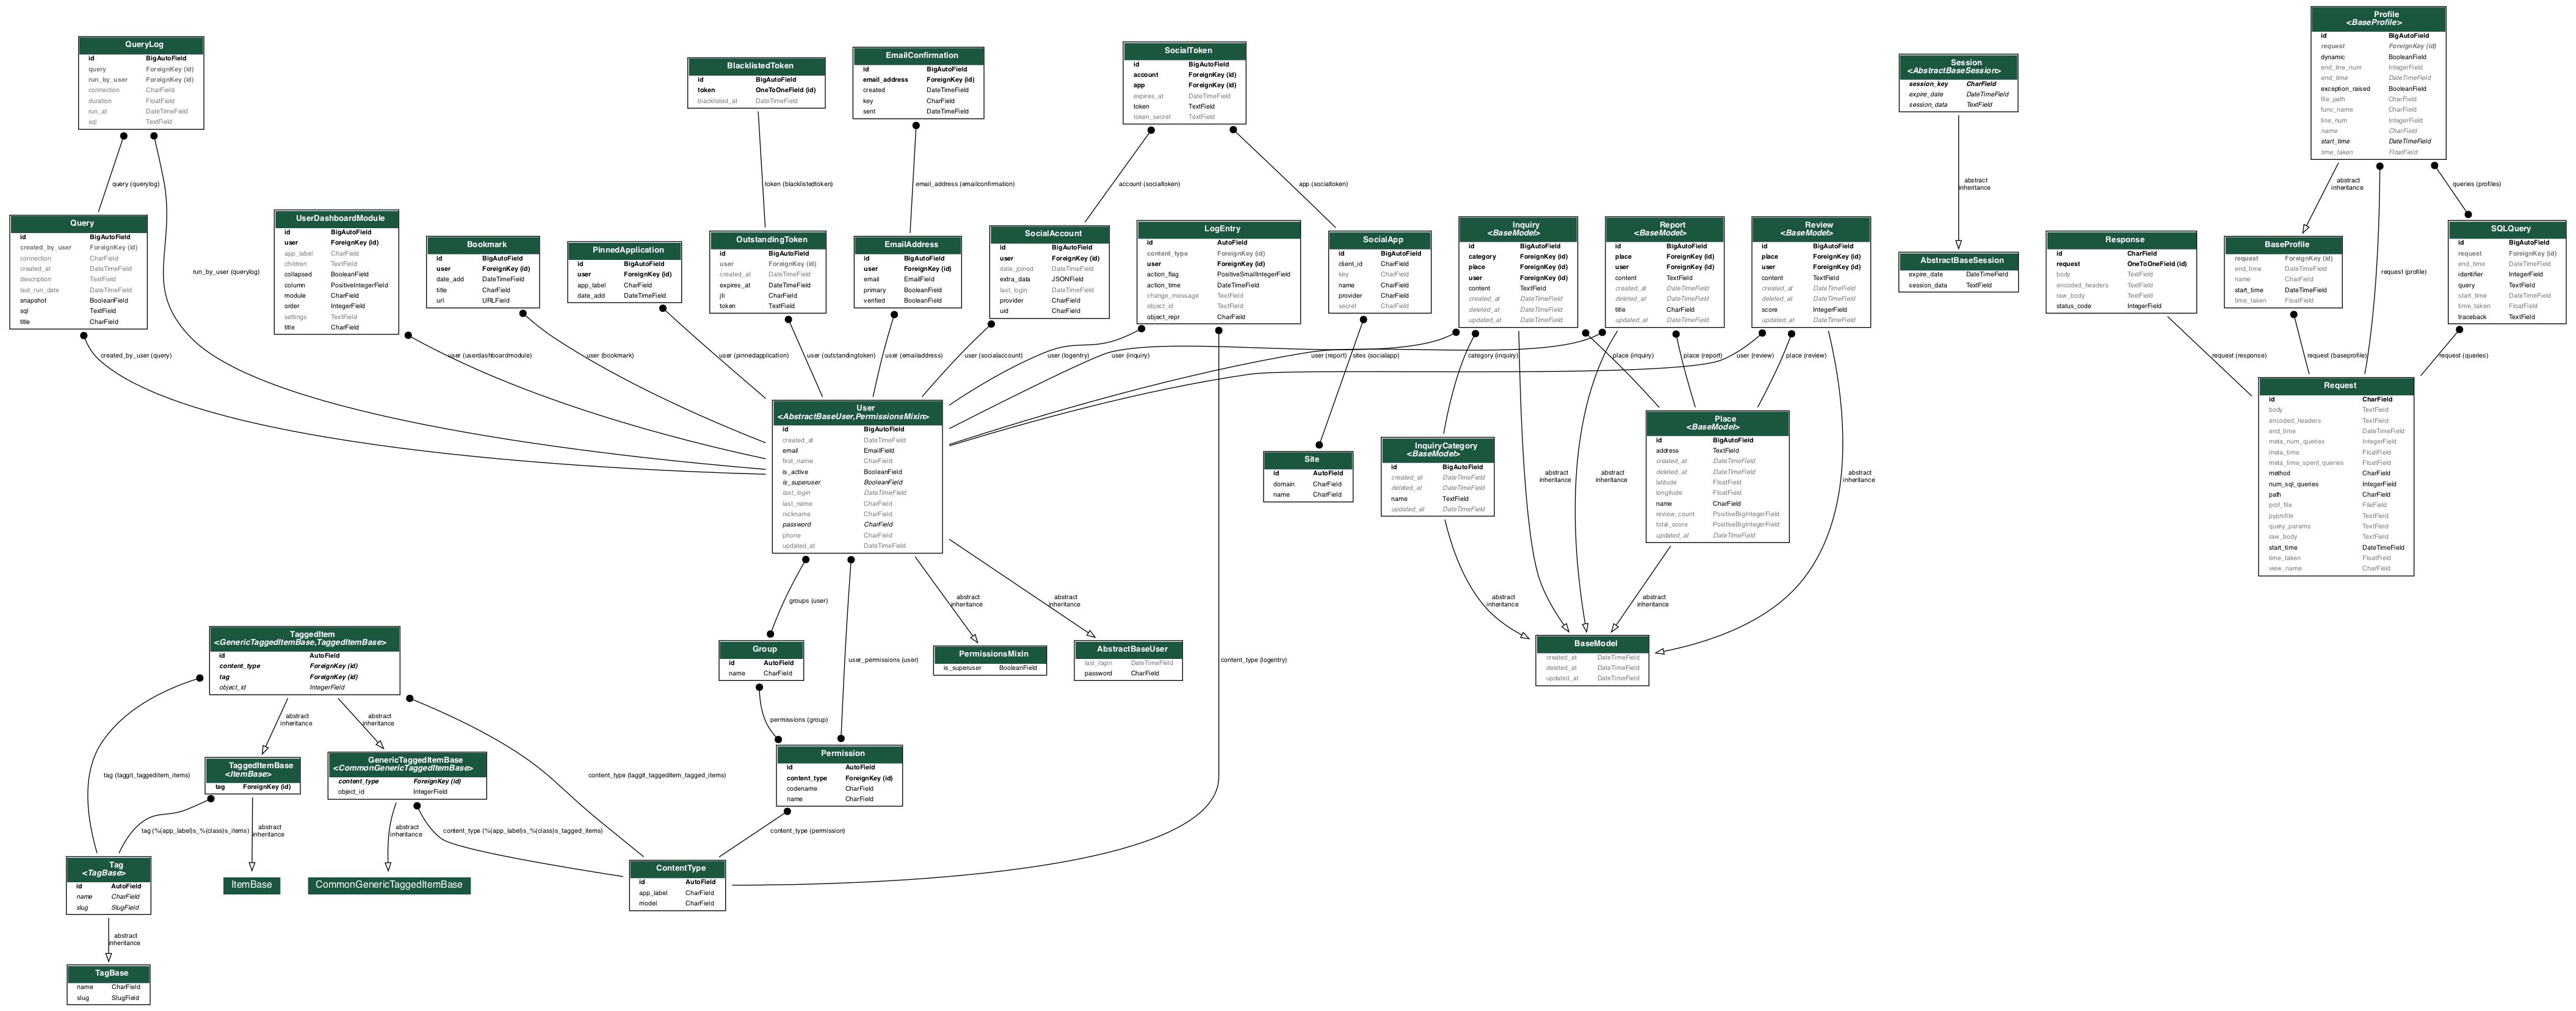 QueryLog
id BigAutoField
query ForeignKey (id)
run_by_user ForeignKey (id)
connection CharField
duration FloatField
run_at DateTimeField
sql TextField
BlacklistedToken
id BigAutoField
token OneToOneField (id)
blacklisted_at DateTimeField
EmailConfirmation
id BigAutoField
email_address ForeignKey (id)
created DateTimeField
key CharField
sent DateTimeField
SocialToken
id BigAutoField
account ForeignKey (id)
app ForeignKey (id)
expires_at DateTimeField
token TextField
token_secret TextField
Session
<AbstractBaseSession>
session_key CharField
expire_date DateTimeField
session_data TextField
Profile
<BaseProfile>
id BigAutoField
request ForeignKey (id)
dynamic BooleanField
end_line_num IntegerField
end_time DateTimeField
exception_raised BooleanField
file_path CharField
func_name CharField
line_num IntegerField
name CharField
start_time DateTimeField
time_taken FloatField
query (querylog)
token (blacklistedtoken)
email_address (emailconfirmation)
account (socialtoken)
app (socialtoken)
abstract
inheritance
abstract
inheritance
queries (profiles)
Query
id BigAutoField
created_by_user ForeignKey (id)
connection CharField
created_at DateTimeField
description TextField
last_run_date DateTimeField
snapshot BooleanField
sql TextField
title CharField
run_by_user (querylog)
UserDashboardModule
id BigAutoField
user ForeignKey (id)
app_label CharField
children TextField
collapsed BooleanField
column PositiveIntegerField
module CharField
order IntegerField
settings TextField
title CharField
Bookmark
id BigAutoField
user ForeignKey (id)
date_add DateTimeField
title CharField
url URLField
PinnedApplication
id BigAutoField
user ForeignKey (id)
app_label CharField
date_add DateTimeField
OutstandingToken
id BigAutoField
user ForeignKey (id)
created_at DateTimeField
expires_at DateTimeField
jti CharField
token TextField
EmailAddress
id BigAutoField
user ForeignKey (id)
email EmailField
primary BooleanField
verified BooleanField
SocialAccount
id BigAutoField
user ForeignKey (id)
date_joined DateTimeField
extra_data JSONField
last_login DateTimeField
provider CharField
uid CharField
LogEntry
id AutoField
content_type ForeignKey (id)
user ForeignKey (id)
action_flag PositiveSmallIntegerField
action_time DateTimeField
change_message TextField
object_id TextField
object_repr CharField
SocialApp
id BigAutoField
client_id CharField
key CharField
name CharField
provider CharField
secret CharField
Inquiry
<BaseModel>
id BigAutoField
category ForeignKey (id)
place ForeignKey (id)
user ForeignKey (id)
content TextField
created_at DateTimeField
deleted_at DateTimeField
updated_at DateTimeField
Report
<BaseModel>
id BigAutoField
place ForeignKey (id)
user ForeignKey (id)
content TextField
created_at DateTimeField
deleted_at DateTimeField
title CharField
updated_at DateTimeField
Review
<BaseModel>
id BigAutoField
place ForeignKey (id)
user ForeignKey (id)
content TextField
created_at DateTimeField
deleted_at DateTimeField
score IntegerField
updated_at DateTimeField
AbstractBaseSession
expire_date DateTimeField
session_data TextField
Response
id CharField
request OneToOneField (id)
body TextField
encoded_headers TextField
raw_body TextField
status_code IntegerField
BaseProfile
request ForeignKey (id)
end_time DateTimeField
name CharField
start_time DateTimeField
time_taken FloatField
request (profile)
SQLQuery
id BigAutoField
request ForeignKey (id)
end_time DateTimeField
identifier IntegerField
query TextField
start_time DateTimeField
time_taken FloatField
traceback TextField
created_by_user (query)
user (userdashboardmodule)
user (bookmark)
user (pinnedapplication)
user (outstandingtoken)
user (emailaddress)
user (socialaccount)
user (logentry)
user (inquiry)
user (report)
sites (socialapp)
category (inquiry)
place (inquiry)
place (report)
user (review)
place (review)
request (response)
request (baseprofile)
request (queries)
User
<AbstractBaseUser,PermissionsMixin>
id BigAutoField
created_at DateTimeField
email EmailField
first_name CharField
is_active BooleanField
is_superuser BooleanField
last_login DateTimeField
last_name CharField
nickname CharField
password CharField
phone CharField
updated_at DateTimeField
Site
id AutoField
domain CharField
name CharField
InquiryCategory
<BaseModel>
id BigAutoField
created_at DateTimeField
deleted_at DateTimeField
name TextField
updated_at DateTimeField
abstract
inheritance
abstract
inheritance
Place
<BaseModel>
id BigAutoField
address TextField
created_at DateTimeField
deleted_at DateTimeField
latitude FloatField
longitude FloatField
name CharField
review_count PositiveBigIntegerField
total_score PositiveBigIntegerField
updated_at DateTimeField
abstract
inheritance
Request
id CharField
body TextField
encoded_headers TextField
end_time DateTimeField
meta_num_queries IntegerField
meta_time FloatField
meta_time_spent_queries FloatField
method CharField
num_sql_queries IntegerField
path CharField
prof_file FileField
pyprofile TextField
query_params TextField
raw_body TextField
start_time DateTimeField
time_taken FloatField
view_name CharField
groups (user)
abstract
inheritance
abstract
inheritance
abstract
inheritance
abstract
inheritance
TaggedItem
<GenericTaggedItemBase,TaggedItemBase>
id AutoField
content_type ForeignKey (id)
tag ForeignKey (id)
object_id IntegerField
Group
id AutoField
name CharField
user_permissions (user)
PermissionsMixin
is_superuser BooleanField
AbstractBaseUser
last_login DateTimeField
password CharField
content_type (logentry)
BaseModel
created_at DateTimeField
deleted_at DateTimeField
updated_at DateTimeField
abstract
inheritance
abstract
inheritance
permissions (group)
tag (taggit_taggeditem_items)
TaggedItemBase
<ItemBase>
tag ForeignKey (id)
GenericTaggedItemBase
<CommonGenericTaggedItemBase>
content_type ForeignKey (id)
object_id IntegerField
content_type (taggit_taggeditem_tagged_items)
Permission
id AutoField
content_type ForeignKey (id)
codename CharField
name CharField
tag (%(app_label)s_%(class)s_items)
abstract
inheritance
abstract
inheritance
content_type (%(app_label)s_%(class)s_tagged_items)
content_type (permission)
Tag
<TagBase>
id AutoField
name CharField
slug SlugField
ItemBase
CommonGenericTaggedItemBase
ContentType
id AutoField
app_label CharField
model CharField
abstract
inheritance
TagBase
name CharField
slug SlugField